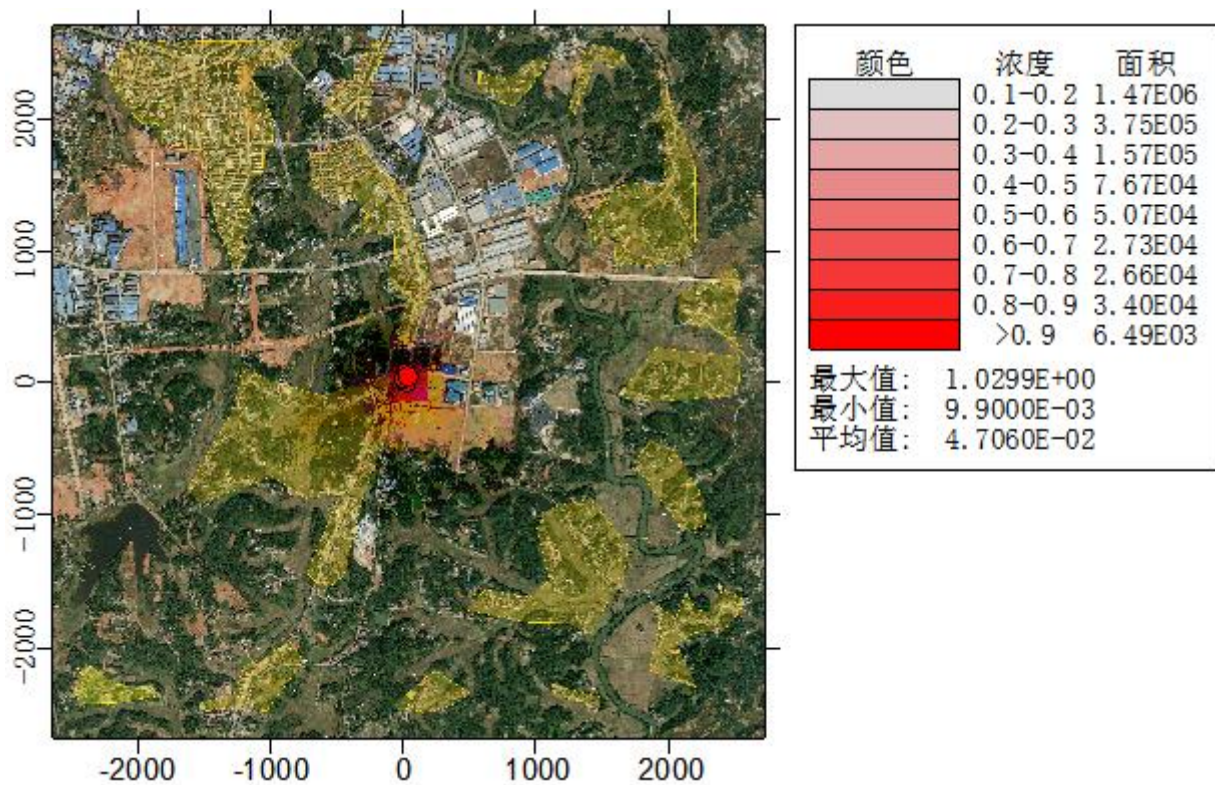 颜色 浓度 面积
0.1-0.2 1.47E06
0.2-0.3 3.75E05
0.3-0.4 1.57E05
0.4-0.5 7.67E04
0.5-0.6 5.07E04
0.6-0.7 2.73E04
0.7-0.8 2.66E04
0.8-0.9 3.40E04
>0.9 6.49E03
最大值: 1.0299E+00
最小值: 9.9000E-03
平均值: 4.7060E-02
2000
1000
0
-1000
-2000
-2000 -1000 0 1000 2000